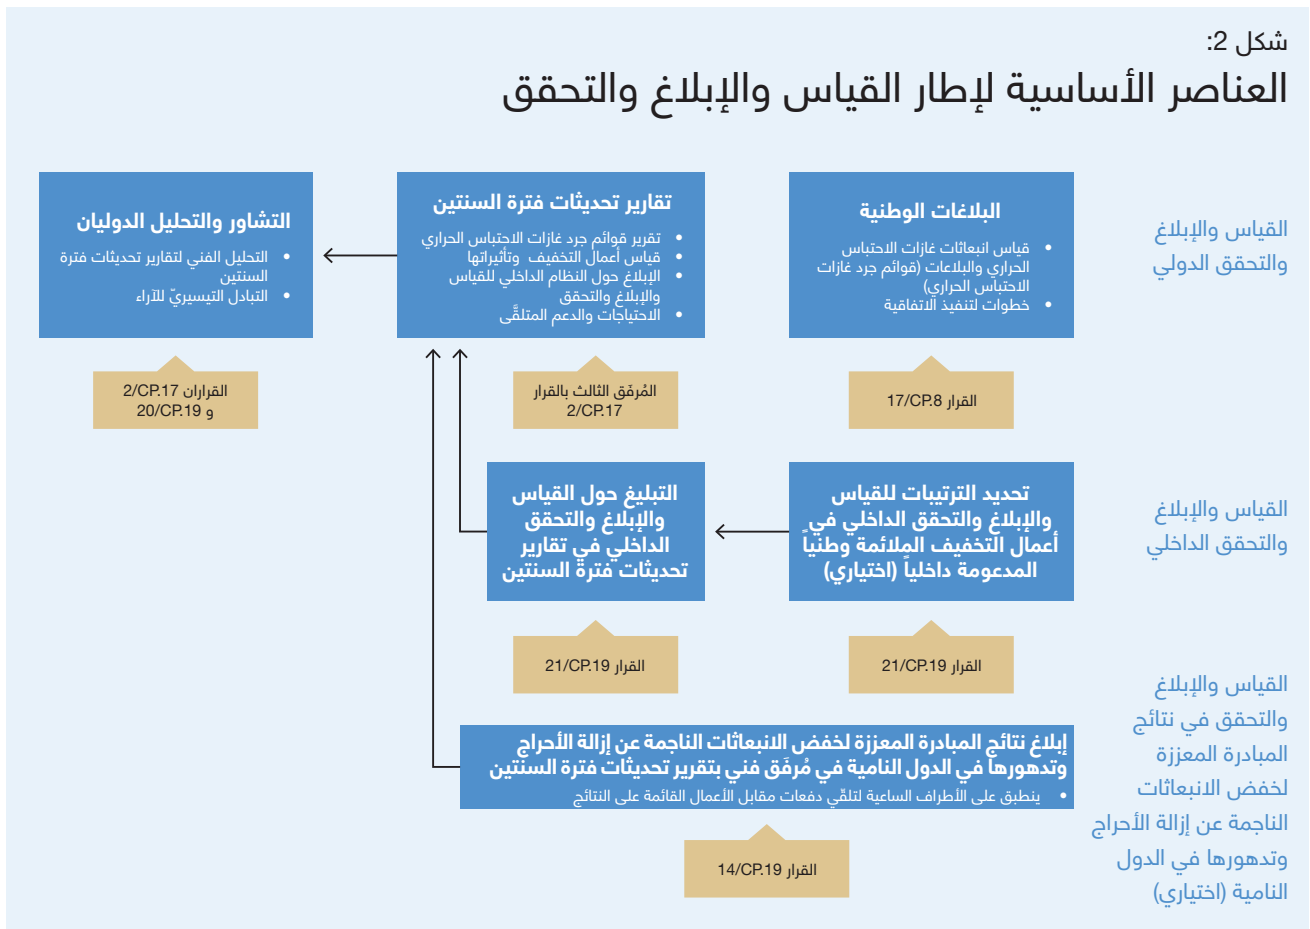 شكل 2:
العناصر الأساسية لإطار القياس والإبلاغ والتحقق
القياس والإبلاغ
والتحقق الدولي
البلاغات الوطنية
• قياس انبعاثات غازات الاحتباس
الحراري والبلاعات (قوائم جرد غازات
الاحتباس الحراري)
• خطوات لتنفيذ الاتفاقية
القرار 17/CP.8
تقارير تحديثات فترة السنتين
• تقرير قوائم جرد غازات الاحتباس الحراري
• قياس أعمال التخفيف وتأثيراتها
• الإبلاغ حول النظام الداخلي للقياس
والإبلاغ والتحقق
• الاحتياجات والدعم المتلقَّى
المُرفَق الثالث بالقرار
2/CP.17
التشاور والتحليل الدوليان
• التحليل الفني لتقارير تحديثات فترة
السنتين
• التبادل التيسيريّ للآراء
القراران 2/CP.17
و 20/CP.19
القياس والإبلاغ
والتحقق الداخلي
تحديد الترتيبات للقياس
والإبلاغ والتحقق الداخلي في
أعمال التخفيف الملائمة وطنياً
المدعومة داخلياً (اختياري)
القرار 21/CP.19
التبليغ حول القياس
والإبلاغ والتحقق
الداخلي في تقارير
تحديثات فترة السنتين
القرار 21/CP.19
القياس والإبلاغ
والتحقق في نتائج
المبادرة المعززة
لخفض الانبعاثات
الناجمة عن إزالة الأحراج
وتدهورها في الدول
النامية (اختياري)
إبلاغ نتائج المبادرة المعززة لخفض الانبعاثات الناجمة عن إزالة الأحراج
وتدهورها في الدول النامية في مُرفَق فني بتقرير تحديثات فترة السنتين
• ينطبق على الأطراف الساعية لتلقّي دفعات مقابل الأعمال القائمة على النتائج
القرار 14/CP.19